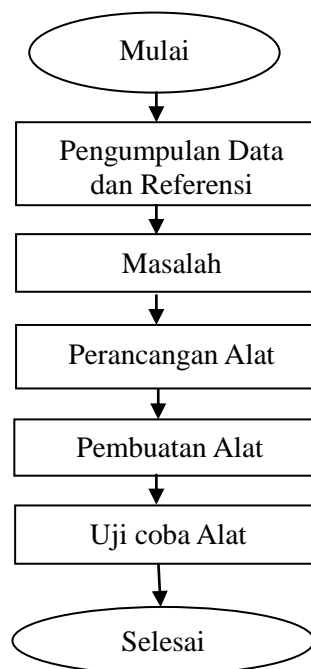 Mulai
Pengumpulan Data
dan Referensi
Masalah
Perancangan Alat
Pembuatan Alat
Uji coba Alat
Selesai